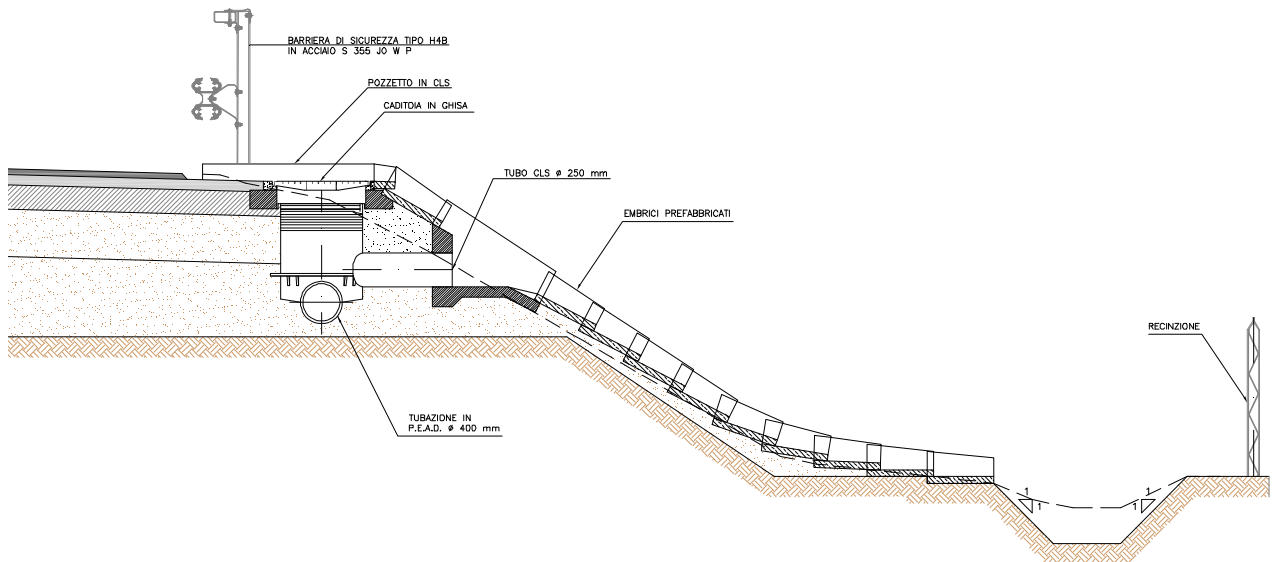 BARRIERA DI SICUREZZA TIPO H4B
IN ACCIAIO S 355 JO W P
POZZETTO IN CLS
CADITOIA IN GHISA
TUBO CLS ø 250 mm
EMBRICI PREFABBRICATI
RECINZIONE
TUBAZIONE IN
P.E.A.D. ø 400 mm
1
1
1
1